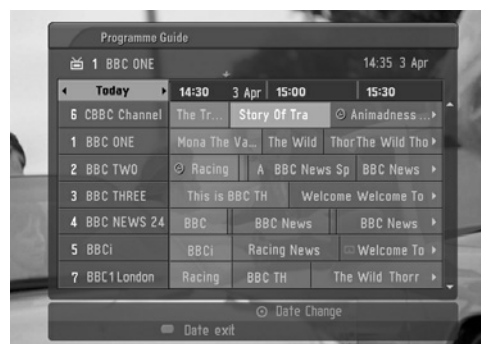 Programme Guide
1 BBC ONE 14:35 3 Apr
Today 14:30 3 Apr 15:00 15:30
6 CBBC Channel The Tr... Story Of Tra Animadness ...
1 BBC ONE Mona The Va... The Wild Thor The Wild Tho
2 BBC TWO Racing A BBC News Sp BBC News
3 BBC THREE This is BBC TH Welcome Welcome To
4 BBC NEWS 24 BBC BBC News BBC News
5 BBCi BBCi Racing News Welcome To
7 BBC1 London Racing BBC TH The Wild Thorr
Date Change
Date exit